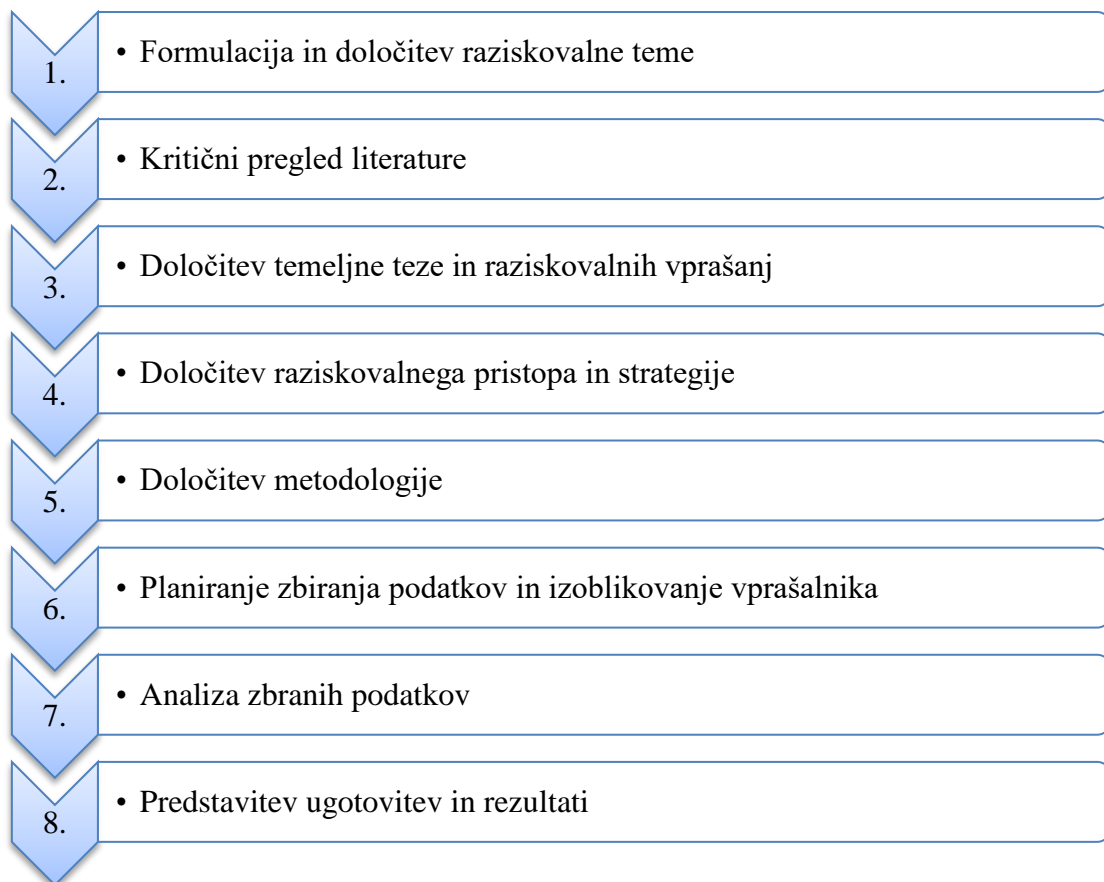 1. • Formulacija in določitev raziskovalne teme
2. • Kritični pregled literature
3. • Določitev temeljne teze in raziskovalnih vprašanj
4. • Določitev raziskovalnega pristopa in strategije
5. • Določitev metodologije
6. • Planiranje zbiranja podatkov in izoblikovanje vprašalnika
7. • Analiza zbranih podatkov
8. • Predstavitev ugotovitev in rezultati